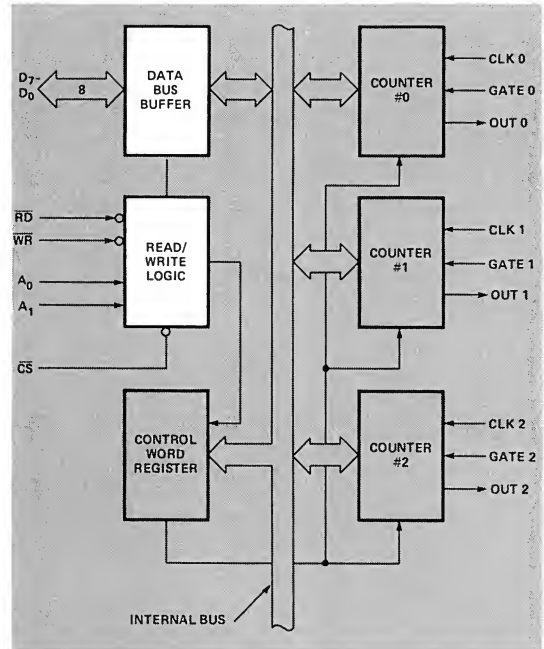 D7-
D0
8
DATA
BUS
BUFFER
COUNTER
#0
CLK 0
GATE 0
OUT 0
RD
WR
A0
A1
CS
READ/
WRITE
LOGIC
COUNTER
#1
CLK 1
GATE 1
OUT 1
CONTROL
WORD
REGISTER
COUNTER
#2
CLK 2
GATE 2
OUT 2
INTERNAL BUS